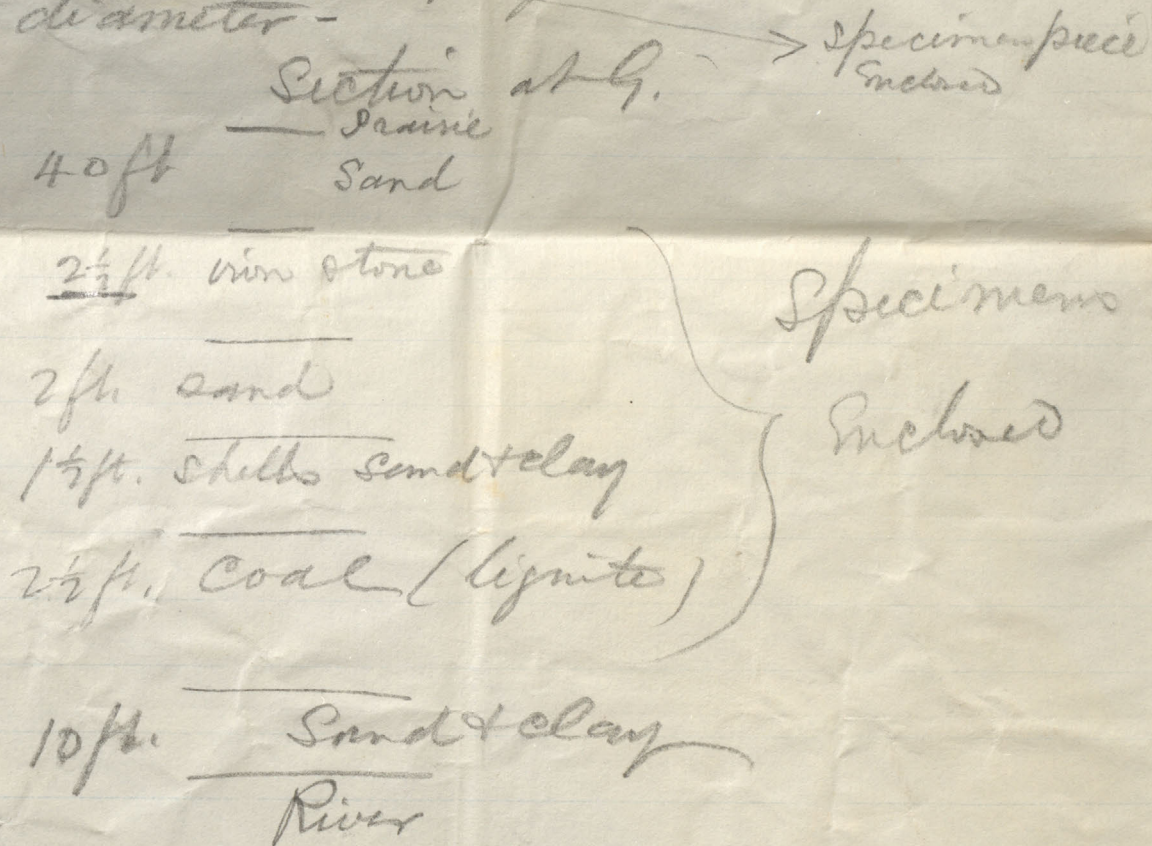 diameter -
specimen piece
Enclosed
Section at G.
Prairie
40 ft Sand
2½ ft. iron stone
Specimens
2 ft. sand
Enclosed
1½ ft. shells sand & clay
2½ ft. Coal (lignite)
10 ft. Sand & clay
River